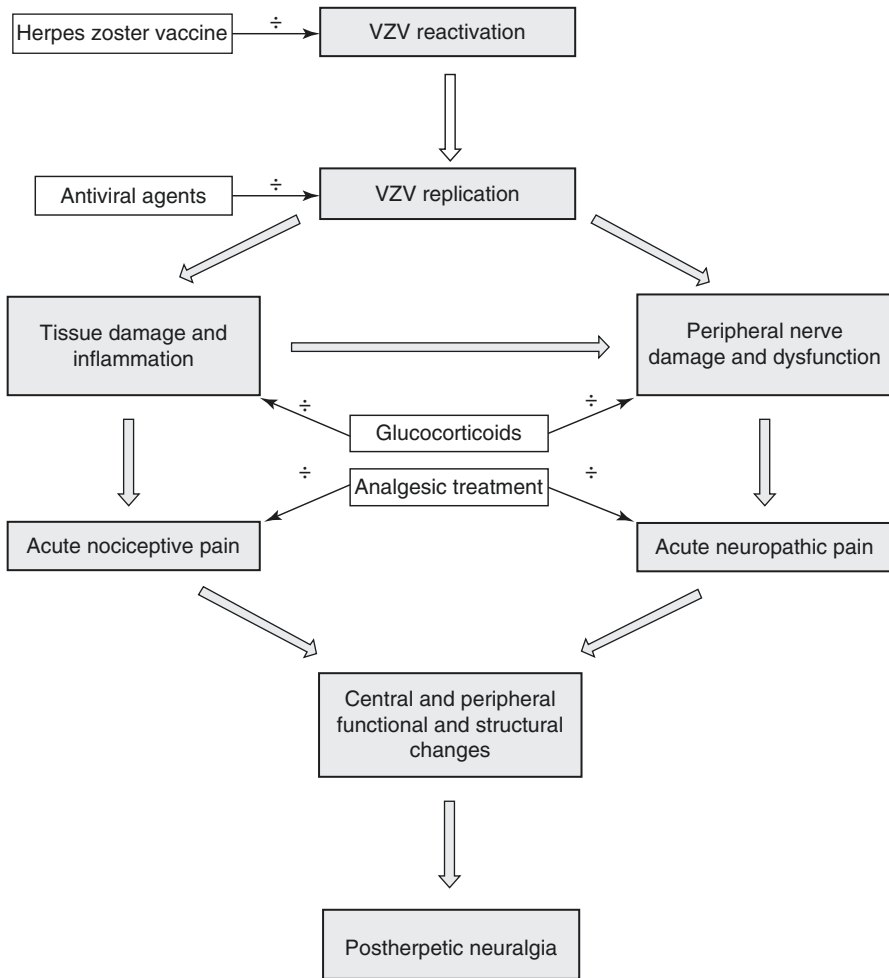 Herpes zoster vaccine
÷
VZV reactivation
Antiviral agents
÷
VZV replication
Tissue damage and
inflammation
Peripheral nerve
damage and dysfunction
÷
÷
Glucocorticoids
÷
÷
Analgesic treatment
Acute nociceptive pain
Acute neuropathic pain
Central and peripheral
functional and structural
changes
Postherpetic neuralgia